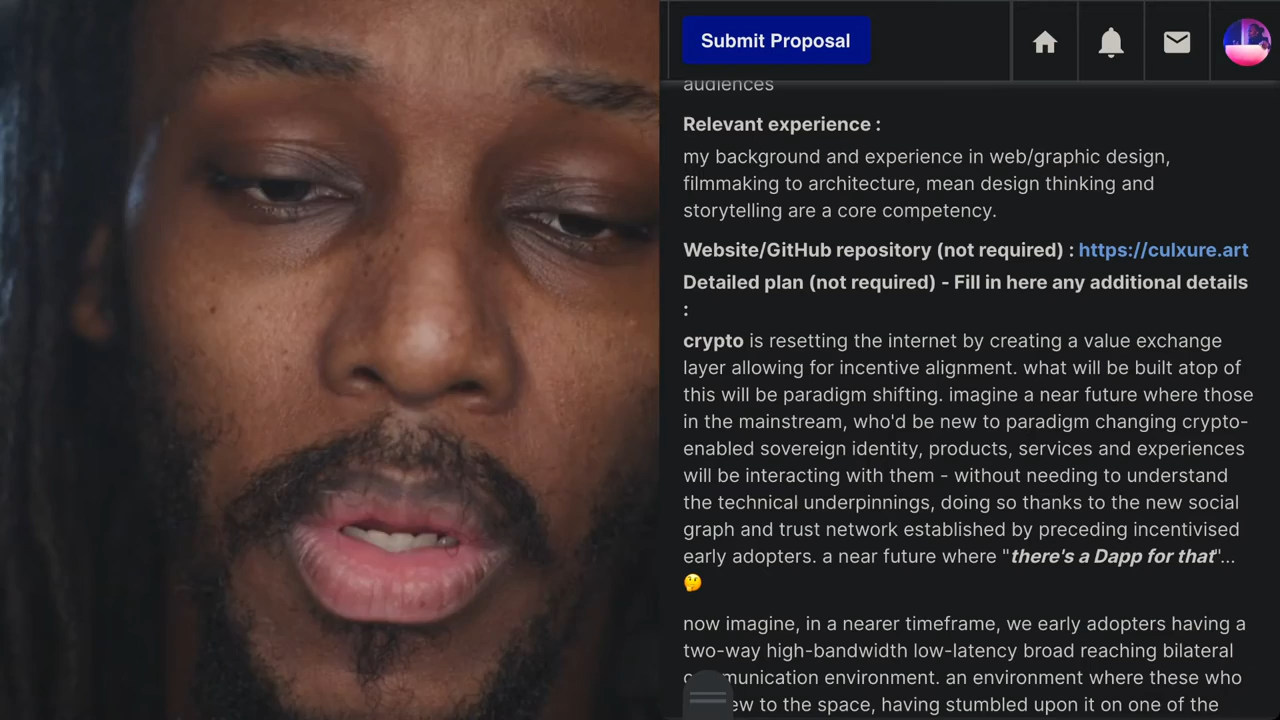 Submit Proposal
audiences
Relevant experience :
my background and experience in web/graphic design,
filmmaking to architecture, mean design thinking and
storytelling are a core competency.
Website/GitHub repository (not required) : https://culxure.art
Detailed plan (not required) - Fill in here any additional details
:
crypto is resetting the internet by creating a value exchange
layer allowing for incentive alignment. what will be built atop of
this will be paradigm shifting. imagine a near future where those
in the mainstream, who'd be new to paradigm changing crypto-
enabled sovereign identity, products, services and experiences
will be interacting with them - without needing to understand
the technical underpinnings, doing so thanks to the new social
graph and trust network established by preceding incentivised
early adopters. a near future where "there's a Dapp for that"...
🤔
now imagine, in a nearer timeframe, we early adopters having a
two-way high-bandwidth low-latency broad reaching bilateral
environment. an environment where these who
to the space, having stumbled upon it on one of the